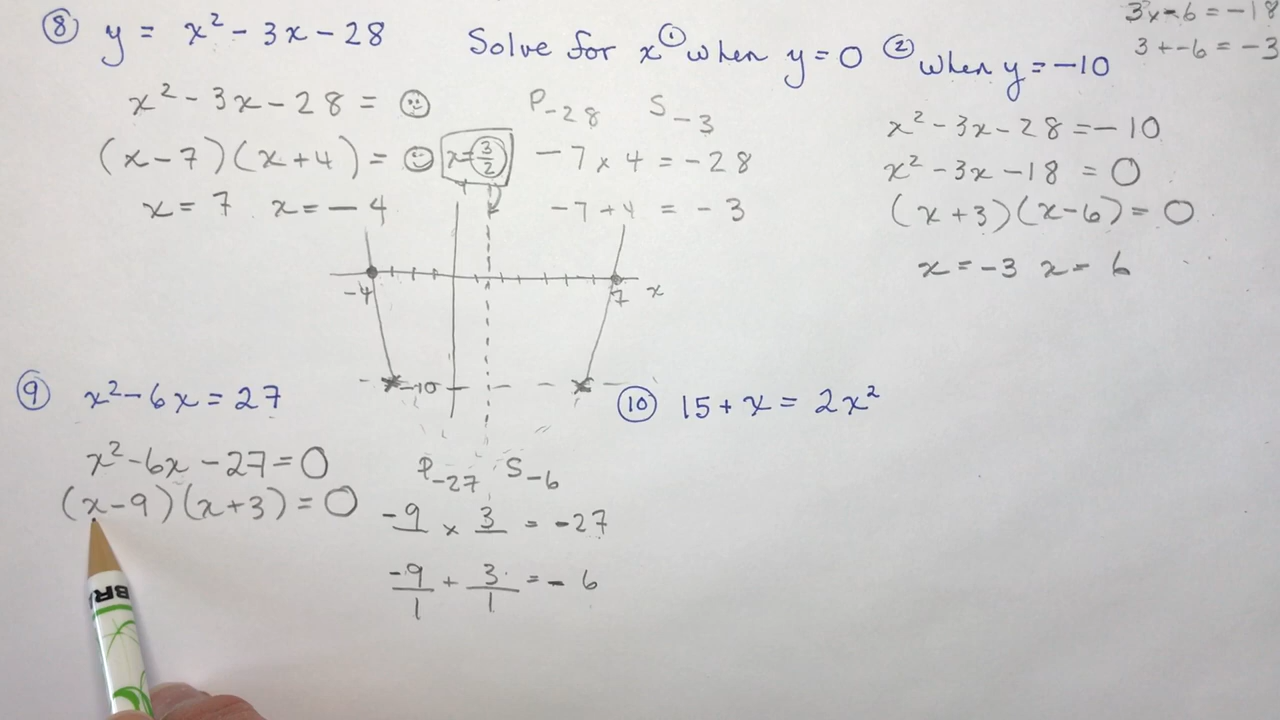 ⑧ y = x² - 3x - 28
Solve for x ① when y = 0 ② when y = -10
3x-6 = -18
3+-6 = -3
x² - 3x - 28 = ☺
(x-7)(x+4) = ☺
x = 7 x = -4
x = 3/2
P-28 S-3
-7 x 4 = -28
-7 + 4 = -3
x² - 3x - 28 = -10
x² - 3x - 18 = 0
(x+3)(x-6) = 0
x = -3 x = 6
-4 7 x
-10
⑨ x² - 6x = 27
x² - 6x - 27 = 0
(x-9)(x+3) = 0
P-27 S-6
-9 x 3 = -27
-9/1 + 3/1 = -6
⑩ 15 + x = 2x²
BR